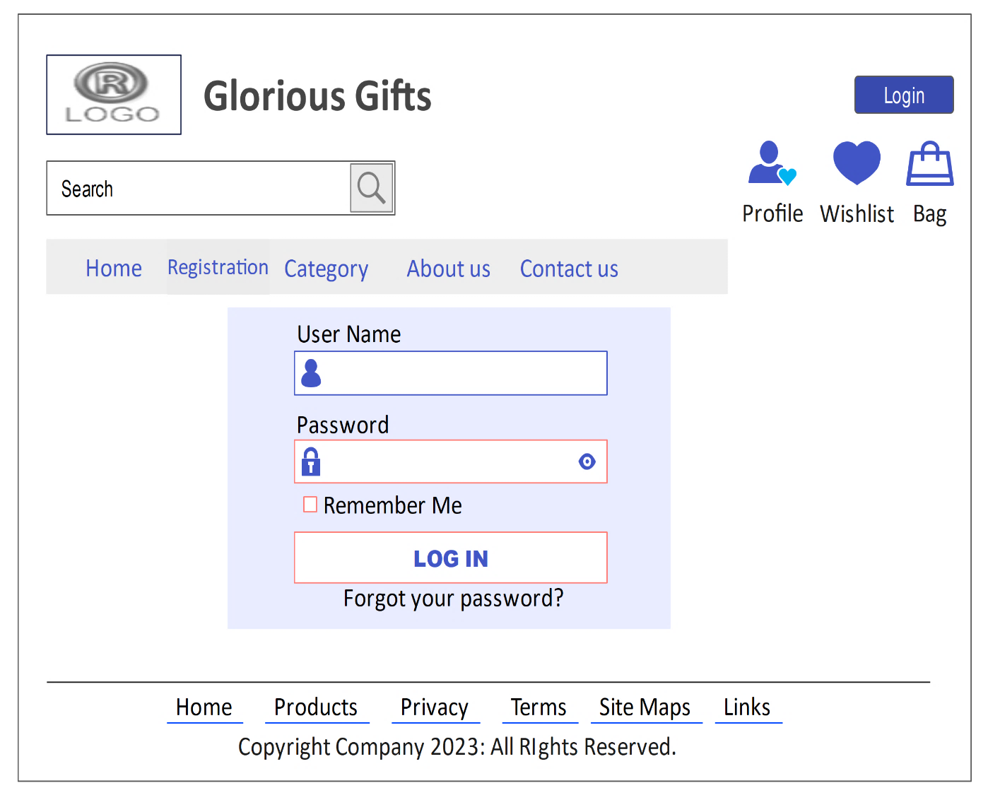 R
LOGO
Glorious Gifts
Login
Search
Profile Wishlist Bag
Home Registration Category About us Contact us
User Name
Password
Remember Me
LOG IN
Forgot your password?
Home Products Privacy Terms Site Maps Links
Copyright Company 2023: All RIghts Reserved.